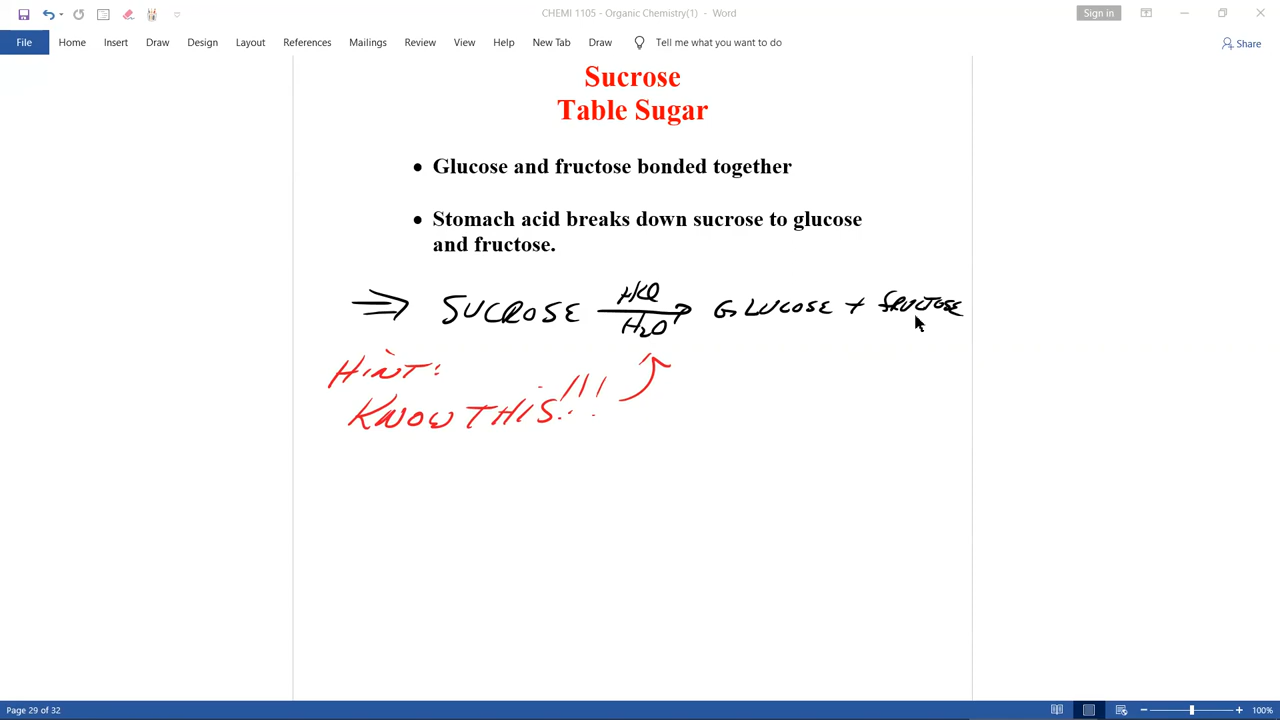 CHEMI 1105 - Organic Chemistry(1) - Word
Sign in
File Home Insert Draw Design Layout References Mailings Review View Help New Tab Draw Tell me what you want to do
Share
Sucrose
Table Sugar
• Glucose and fructose bonded together
• Stomach acid breaks down sucrose to glucose
and fructose.
HCl
⇒ SUCROSE → GLUCOSE + FRUCTOSE
H₂O
HINT:
KNOW THIS!!!
Page 29 of 32
100%